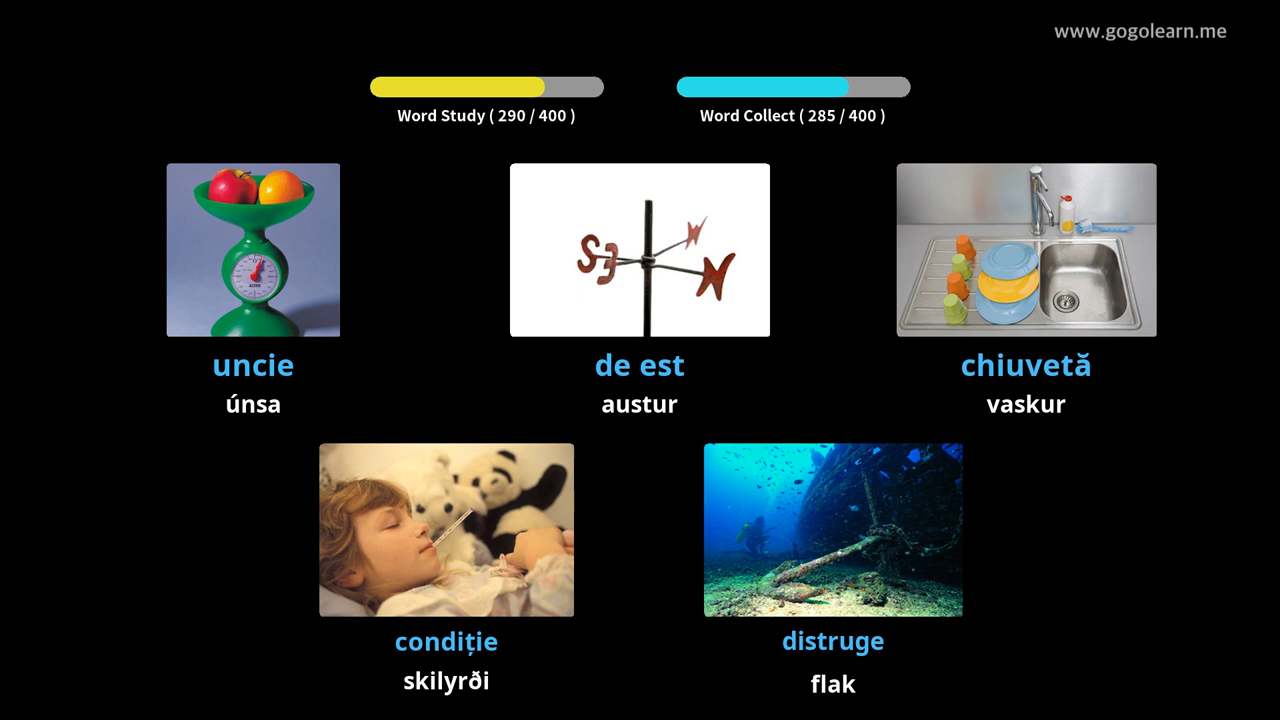 www.gogolearn.me
Word Study ( 290 / 400 )
Word Collect ( 285 / 400 )
uncie
únsa
de est
austur
chiuvetă
vaskur
condiție
skilyrði
distruge
flak